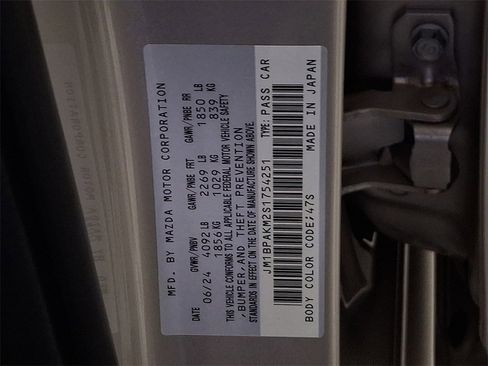 MFD. BY MAZDA MOTOR CORPORATION
DATE GVWR/PNBV GAWR/PNBE FRT GAWR/PNBE RR
06/24 4092 LB 2269 LB 1850 LB
1856 KG 1029 KG 839 KG
THIS VEHICLE CONFORMS TO ALL APPLICABLE FEDERAL MOTOR VEHICLE SAFETY
,BUMPER,AND THEFT PREVENTION
STANDARDS IN EFFECT ON THE DATE OF MANUFACTURE SHOWN ABOVE.
JM1BPAKM2S1754251 TYPE: PASS CAR
BODY COLOR CODE;47S MADE IN JAPAN